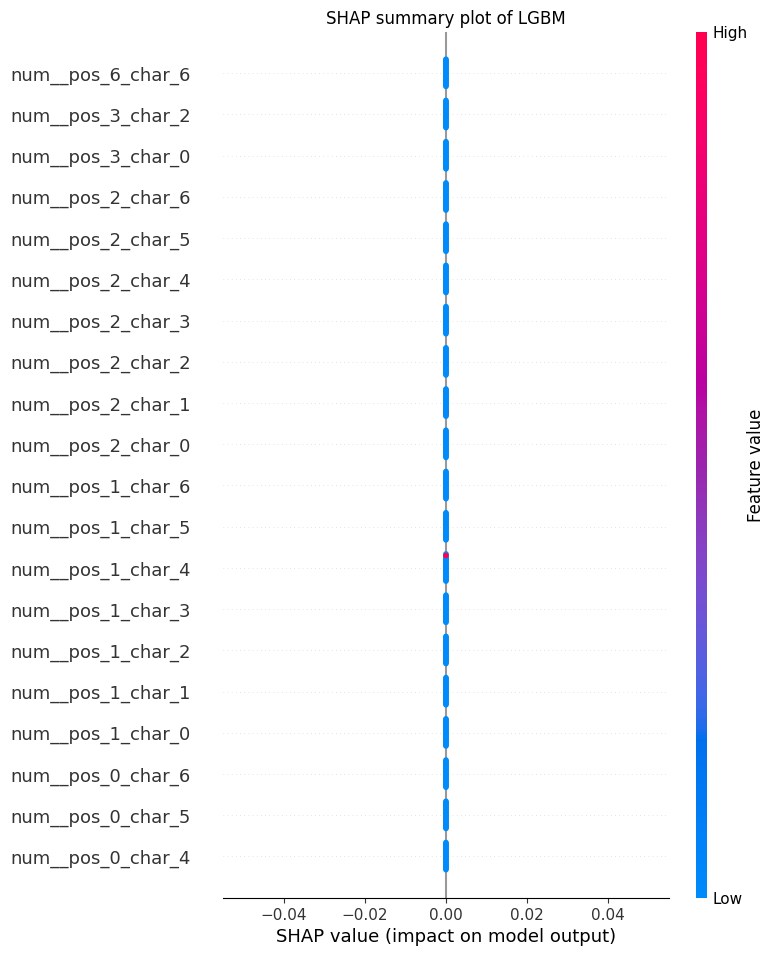 SHAP summary plot of LGBM
High
num__pos_6_char_6
num__pos_3_char_2
num__pos_3_char_0
num__pos_2_char_6
num__pos_2_char_5
num__pos_2_char_4
num__pos_2_char_3
num__pos_2_char_2
num__pos_2_char_1
num__pos_2_char_0
num__pos_1_char_6
num__pos_1_char_5
num__pos_1_char_4
num__pos_1_char_3
num__pos_1_char_2
num__pos_1_char_1
num__pos_1_char_0
num__pos_0_char_6
num__pos_0_char_5
num__pos_0_char_4
Feature value
Low
−0.04 −0.02 0.00 0.02 0.04
SHAP value (impact on model output)